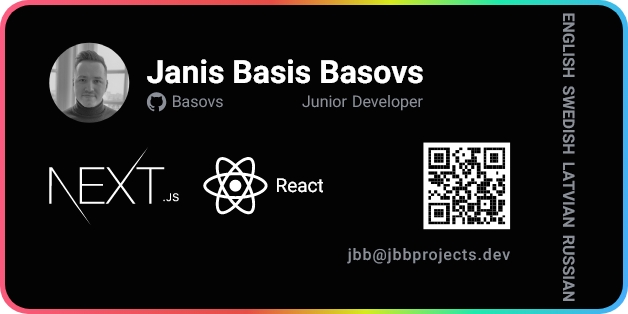 Janis Basis Basovs
Basovs
Junior Developer
NEXT.JS
React
jbb@jbbprojects.dev
ENGLISH SWEDISH LATVIAN RUSSIAN